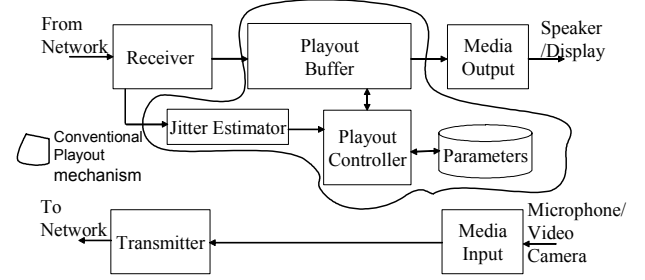 From
Network
Receiver
Playout
Buffer
Media
Output
Speaker
/Display
Jitter Estimator
Playout
Controller
Parameters
Conventional
Playout
mechanism
To
Network
Transmitter
Media
Input
Microphone/
Video
Camera